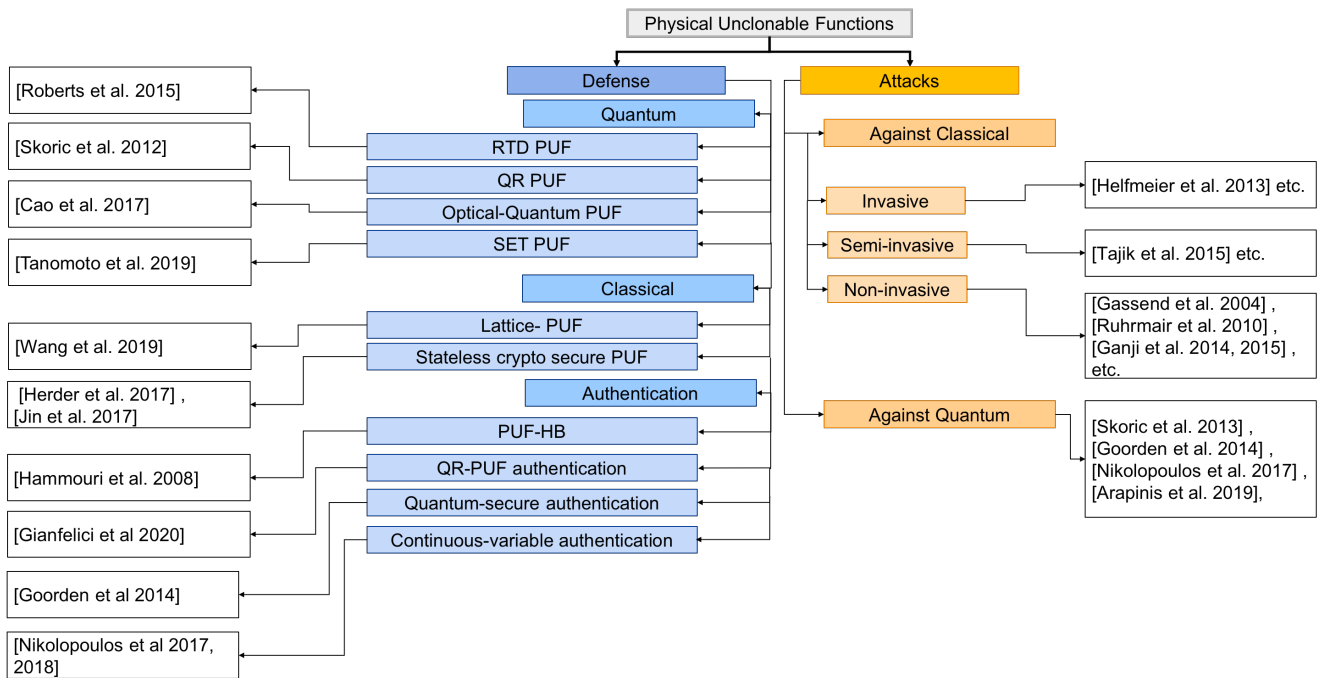 Physical Unclonable Functions
Defense
Quantum
RTD PUF
QR PUF
Optical-Quantum PUF
SET PUF
Classical
Lattice- PUF
Stateless crypto secure PUF
Authentication
PUF-HB
QR-PUF authentication
Quantum-secure authentication
Continuous-variable authentication
[Roberts et al. 2015]
[Skoric et al. 2012]
[Cao et al. 2017]
[Tanomoto et al. 2019]
[Wang et al. 2019]
[Herder et al. 2017] ,
[Jin et al. 2017]
[Hammouri et al. 2008]
[Gianfelici et al 2020]
[Goorden et al 2014]
[Nikolopoulos et al 2017,
2018]
Attacks
Against Classical
Invasive
Semi-invasive
Non-invasive
Against Quantum
[Helfmeier et al. 2013] etc.
[Tajik et al. 2015] etc.
[Gassend et al. 2004] ,
[Ruhrmair et al. 2010] ,
[Ganji et al. 2014, 2015] ,
etc.
[Skoric et al. 2013] ,
[Goorden et al. 2014] ,
[Nikolopoulos et al. 2017] ,
[Arapinis et al. 2019],